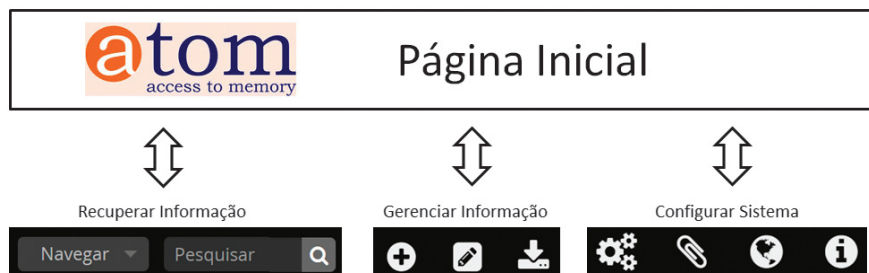 atom
access to memory
Página Inicial
Recuperar Informação
Gerenciar Informação
Configurar Sistema
Navegar
Pesquisar